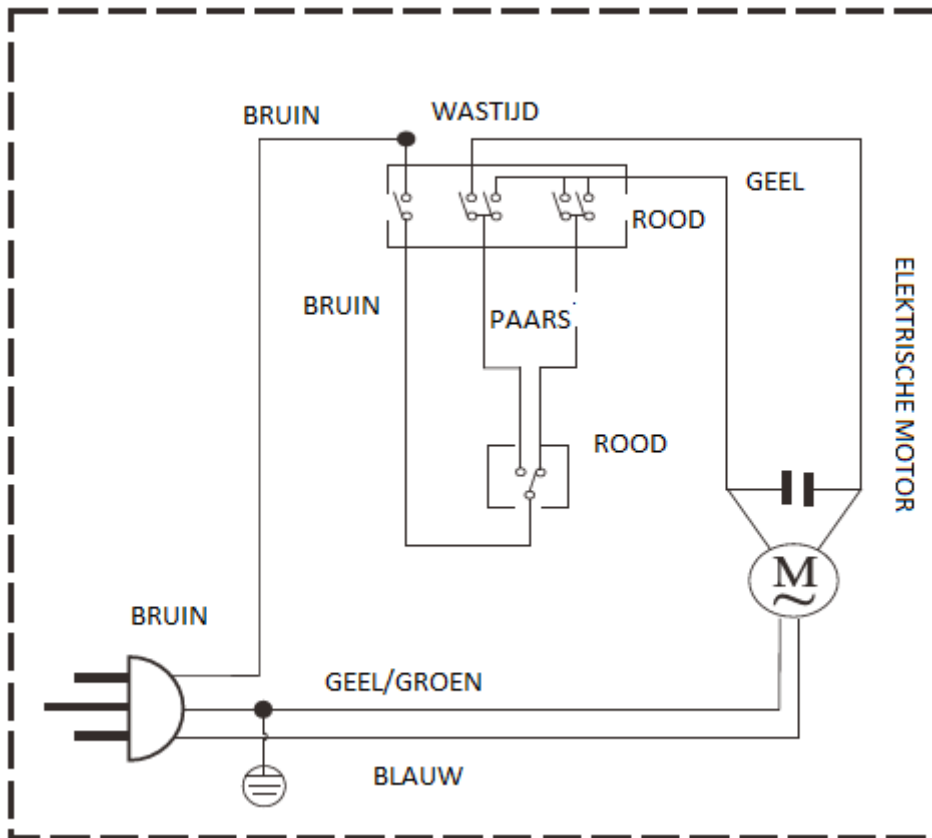 BRUIN
WASTIJD
GEEL
ROOD
BRUIN
PAARS
ELEKTRISCHE MOTOR
ROOD
M
BRUIN
GEEL/GROEN
BLAUW